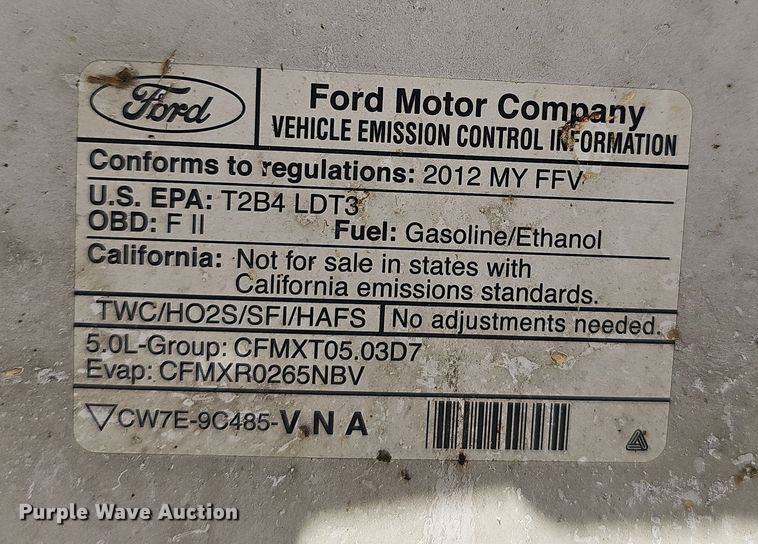 Ford
Ford Motor Company
VEHICLE EMISSION CONTROL INFORMATION
Conforms to regulations: 2012 MY FFV
U.S. EPA: T2B4 LDT3
OBD: F II Fuel: Gasoline/Ethanol
California: Not for sale in states with
California emissions standards.
TWC/HO2S/SFI/HAFS No adjustments needed.
5.0L-Group: CFMXT05.03D7
Evap: CFMXR0265NBV
CW7E-9C485-VNA
Purple Wave Auction